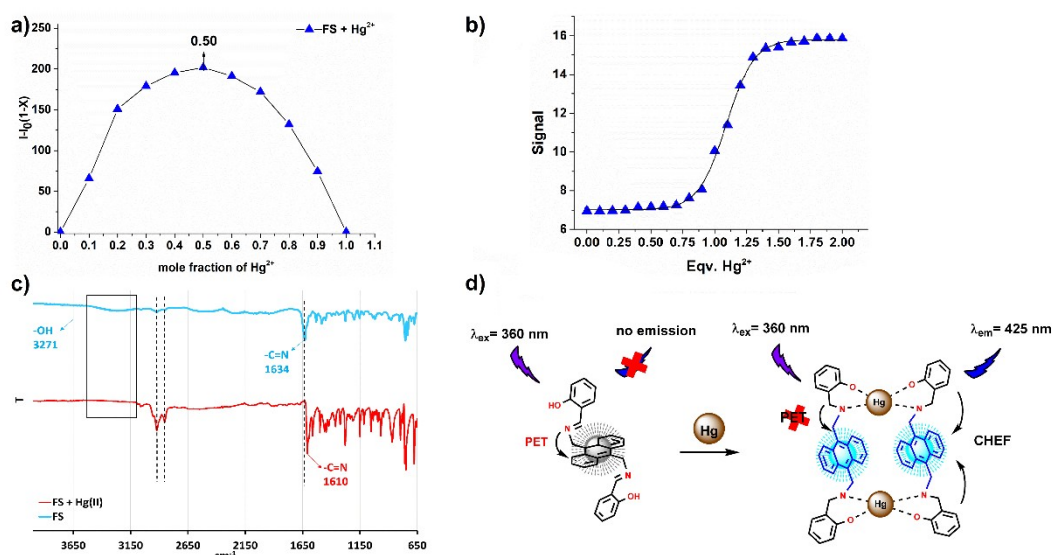 a)
250
200
150
100
50
0
I-I₀(1-X)
0.50
FS + Hg²⁺
0.0 0.1 0.2 0.3 0.4 0.5 0.6 0.7 0.8 0.9 1.0 1.1
mole fraction of Hg²⁺
b)
16
14
12
10
8
6
Signal
0.00 0.25 0.50 0.75 1.00 1.25 1.50 1.75 2.00
Eqv. Hg²⁺
c)
-OH
3271
-C=N
1634
T
-C=N
1610
FS + Hg(II)
FS
3650 3150 2650 2150 1650 1150 650
d)
λex= 360 nm
no emission
HO
N
PET
N
OH
Hg
λex= 360 nm
λem= 425 nm
PET
O
Hg
O
N
N
CHEF
N
N
O
Hg
O